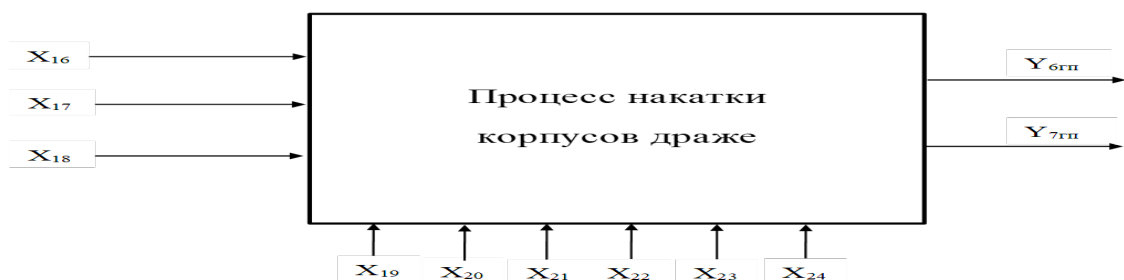 X₁₆
Y₆гп
X₁₇
Процесс накатки
корпусов драже
Y₇гп
X₁₈
X₁₉ X₂₀ X₂₁ X₂₂ X₂₃ X₂₄